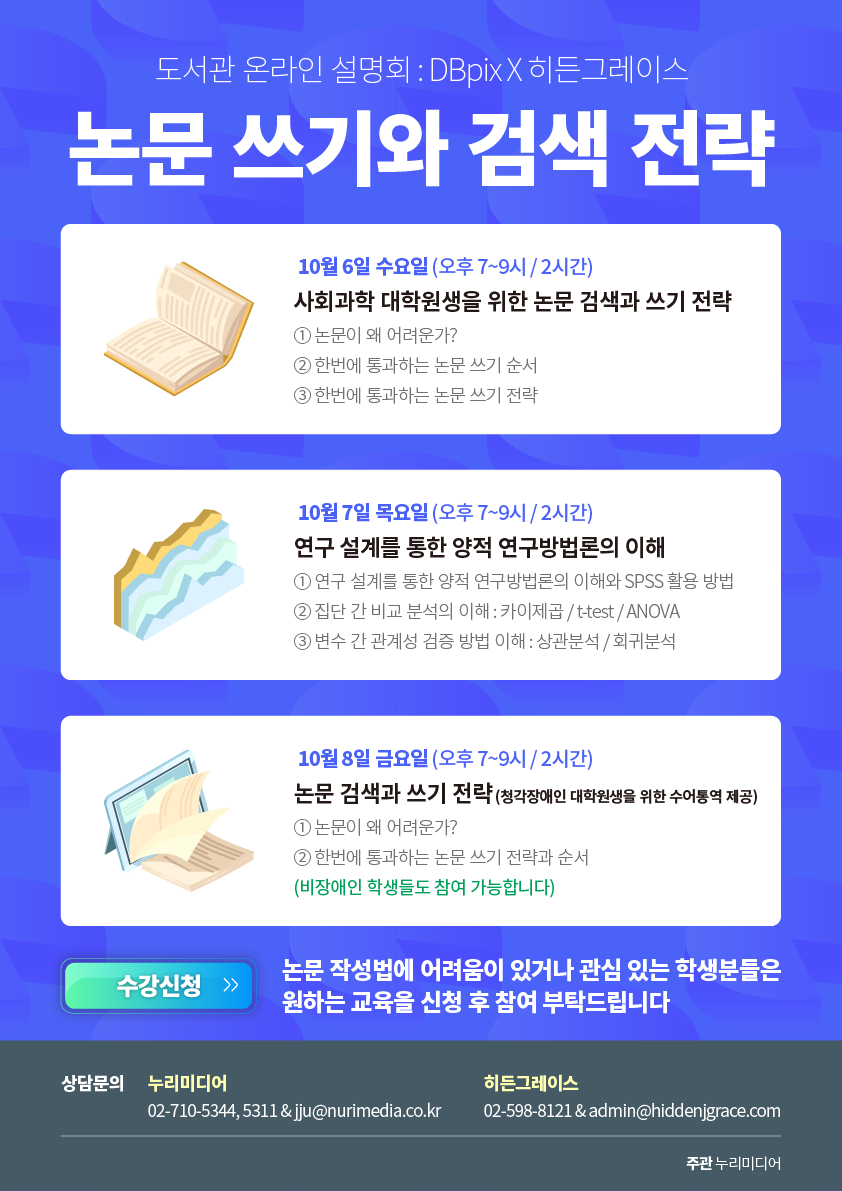 도서관 온라인 설명회 : DBpix X 히든그레이스
논문 쓰기와 검색 전략
10월 6일 수요일 (오후 7~9시 / 2시간)
사회과학 대학원생을 위한 논문 검색과 쓰기 전략
① 논문이 왜 어려운가?
② 한번에 통과하는 논문 쓰기 순서
③ 한번에 통과하는 논문 쓰기 전략
10월 7일 목요일 (오후 7~9시 / 2시간)
연구 설계를 통한 양적 연구방법론의 이해
① 연구 설계를 통한 양적 연구방법론의 이해와 SPSS 활용 방법
② 집단 간 비교 분석의 이해 : 카이제곱 / t-test / ANOVA
③ 변수 간 관계성 검증 방법 이해 : 상관분석 / 회귀분석
10월 8일 금요일 (오후 7~9시 / 2시간)
논문 검색과 쓰기 전략 (청각장애인 대학원생을 위한 수어통역 제공)
① 논문이 왜 어려운가?
② 한번에 통과하는 논문 쓰기 전략과 순서
(비장애인 학생들도 참여 가능합니다)
수강신청 >>
논문 작성법에 어려움이 있거나 관심 있는 학생분들은
원하는 교육을 신청 후 참여 부탁드립니다
상담문의 누리미디어 히든그레이스
02-710-5344, 5311 & jju@nurimedia.co.kr 02-598-8121 & admin@hiddenjgrace.com
주관 누리미디어